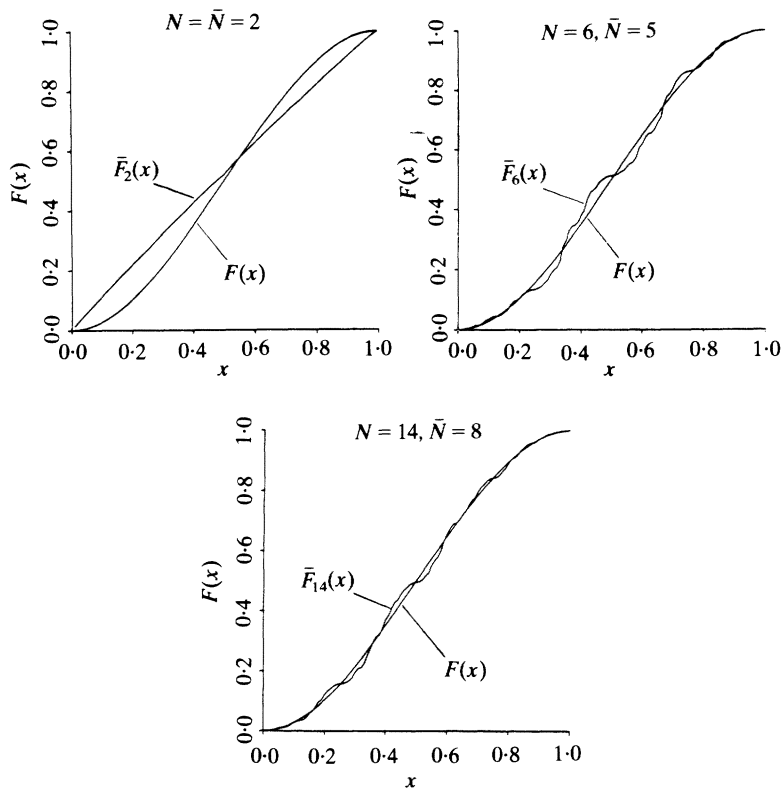 N = N̄ = 2
F(x)
1·0
0·8
0·6
0·4
0·2
0·0
F̄₂(x)
F(x)
0·0 0·2 0·4 0·6 0·8 1·0
x
N = 6, N̄ = 5
F(x)
1·0
0·8
0·6
0·4
0·2
0·0
F̄₆(x)
F(x)
0·0 0·2 0·4 0·6 0·8 1·0
x
N = 14, N̄ = 8
F(x)
1·0
0·8
0·6
0·4
0·2
0·0
F̄₁₄(x)
F(x)
0·0 0·2 0·4 0·6 0·8 1·0
x